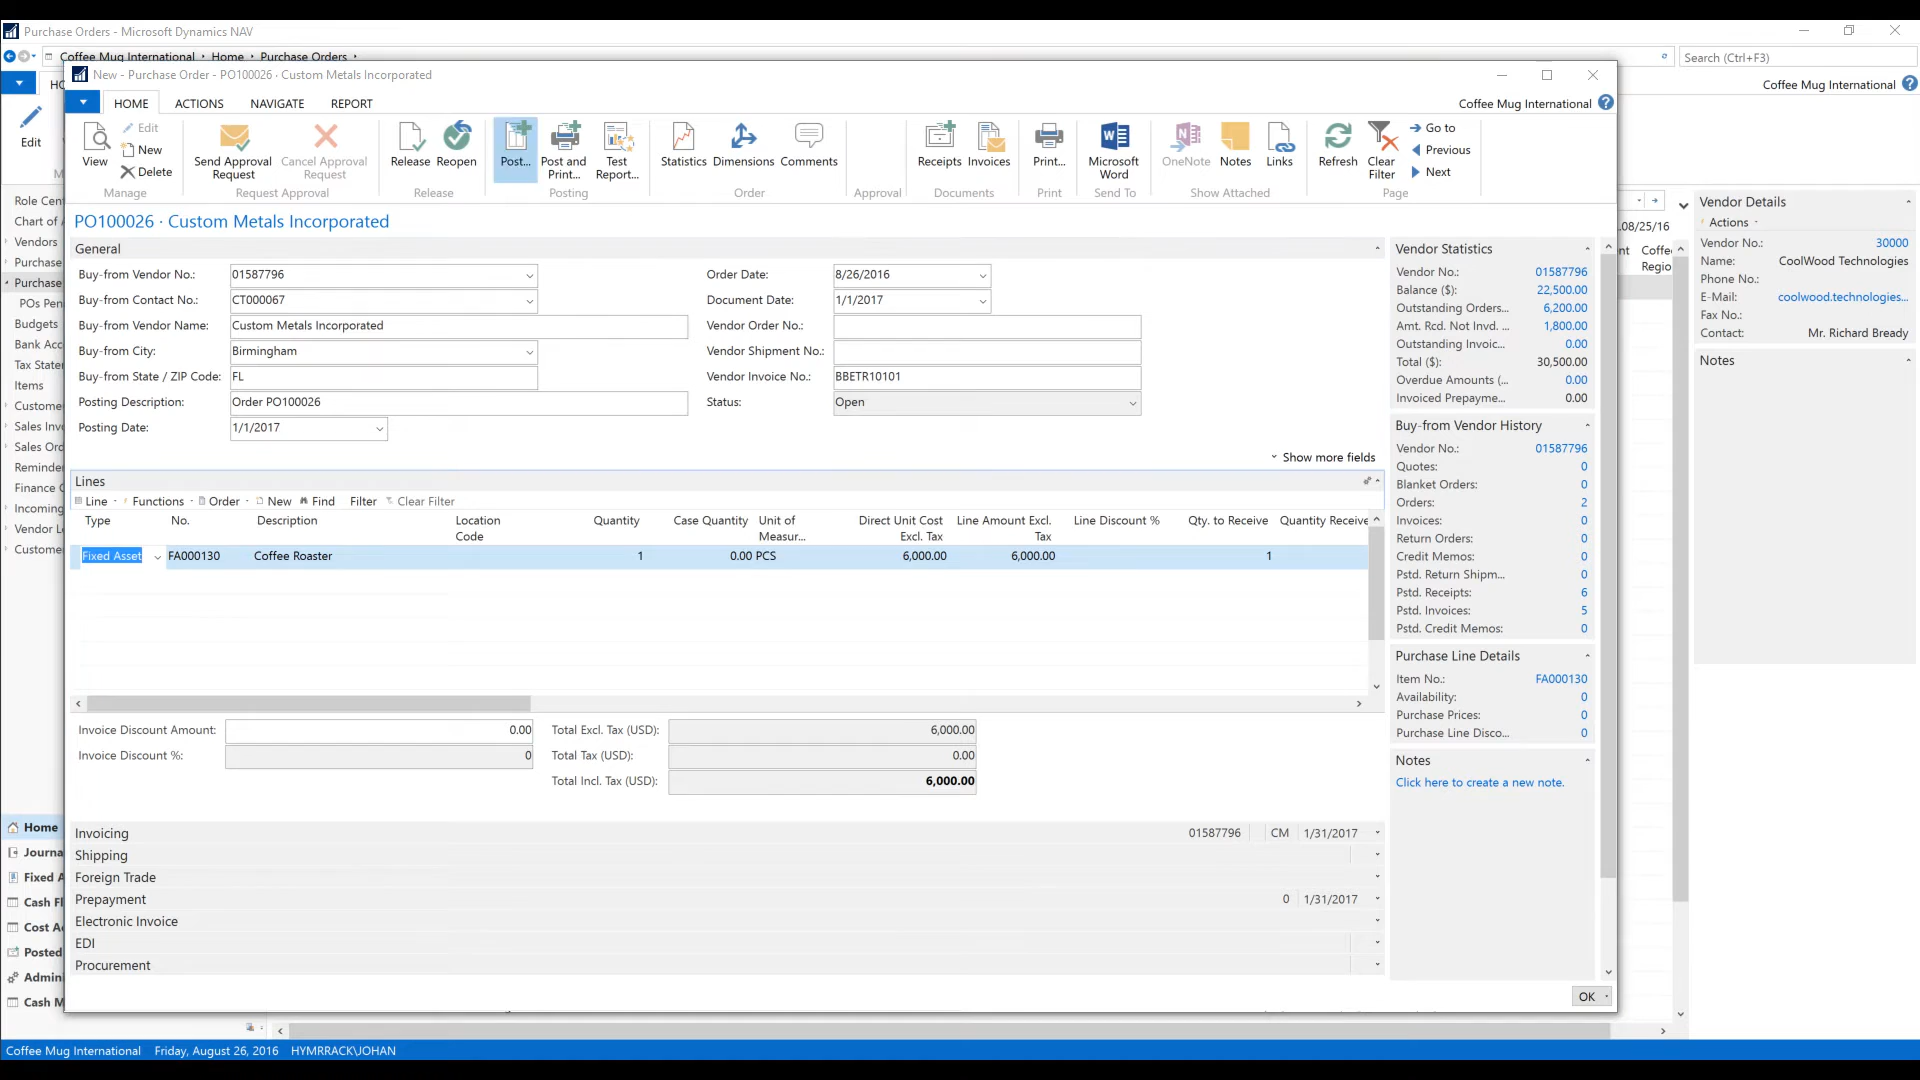 Purchase Orders - Microsoft Dynamics NAV
Coffee Mug International › Home › Purchase Orders ›
Search (Ctrl+F3)
New - Purchase Order - PO100026 · Custom Metals Incorporated
Coffee Mug International
HOME ACTIONS NAVIGATE REPORT
Coffee Mug International
Edit
View
Edit
New
Delete
Manage
Send Approval Request
Cancel Approval Request
Request Approval
Release
Reopen
Release
Post...
Post and Print...
Test Report...
Posting
Statistics
Dimensions
Comments
Order
Approval
Receipts
Invoices
Documents
Print...
Print
Microsoft Word
Send To
OneNote
Notes
Links
Show Attached
Refresh
Clear Filter
Go to
Previous
Next
Page
Role Cen
Chart of A
Vendors
Purchase
Purchase
POs Pen
Budgets
Bank Acc
Tax State
Items
Custome
Sales Inv
Sales Ord
Reminde
Finance C
Incoming
Vendor Le
Custome
Home
Journa
Fixed A
Cash Fl
Cost Ac
Posted
Admini
Cash M
PO100026 · Custom Metals Incorporated
General
Buy-from Vendor No.: 01587796
Buy-from Contact No.: CT000067
Buy-from Vendor Name: Custom Metals Incorporated
Buy-from City: Birmingham
Buy-from State / ZIP Code: FL
Posting Description: Order PO100026
Posting Date: 1/1/2017
Order Date: 8/26/2016
Document Date: 1/1/2017
Vendor Order No.:
Vendor Shipment No.:
Vendor Invoice No.: BBETR10101
Status: Open
Show more fields
Lines
Line Functions Order New Find Filter Clear Filter
Type No. Description Location Code Quantity Case Quantity Unit of Measur... Direct Unit Cost Excl. Tax Line Amount Excl. Tax Line Discount % Qty. to Receive Quantity Receive
Fixed Asset FA000130 Coffee Roaster 1 0.00 PCS 6,000.00 6,000.00 1
Invoice Discount Amount: 0.00
Invoice Discount %: 0
Total Excl. Tax (USD): 6,000.00
Total Tax (USD): 0.00
Total Incl. Tax (USD): 6,000.00
Invoicing 01587796 CM 1/31/2017
Shipping
Foreign Trade
Prepayment 0 1/31/2017
Electronic Invoice
EDI
Procurement
Vendor Statistics
Vendor No.: 01587796
Balance ($): 22,500.00
Outstanding Orders... 6,200.00
Amt. Rcd. Not Invd. ... 1,800.00
Outstanding Invoic... 0.00
Total ($): 30,500.00
Overdue Amounts (... 0.00
Invoiced Prepayme... 0.00
Buy-from Vendor History
Vendor No.: 01587796
Quotes: 0
Blanket Orders: 0
Orders: 2
Invoices: 0
Return Orders: 0
Credit Memos: 0
Pstd. Return Shipm... 0
Pstd. Receipts: 6
Pstd. Invoices: 5
Pstd. Credit Memos: 0
Purchase Line Details
Item No.: FA000130
Availability: 0
Purchase Prices: 0
Purchase Line Disco... 0
Notes
Click here to create a new note.
OK
.08/25/16
nt Coffe
Regio
Vendor Details
Actions
Vendor No.: 30000
Name: CoolWood Technologies
Phone No.:
E-Mail: coolwood.technologies...
Fax No.:
Contact: Mr. Richard Bready
Notes
Coffee Mug International Friday, August 26, 2016 HYMRRACK\JOHAN